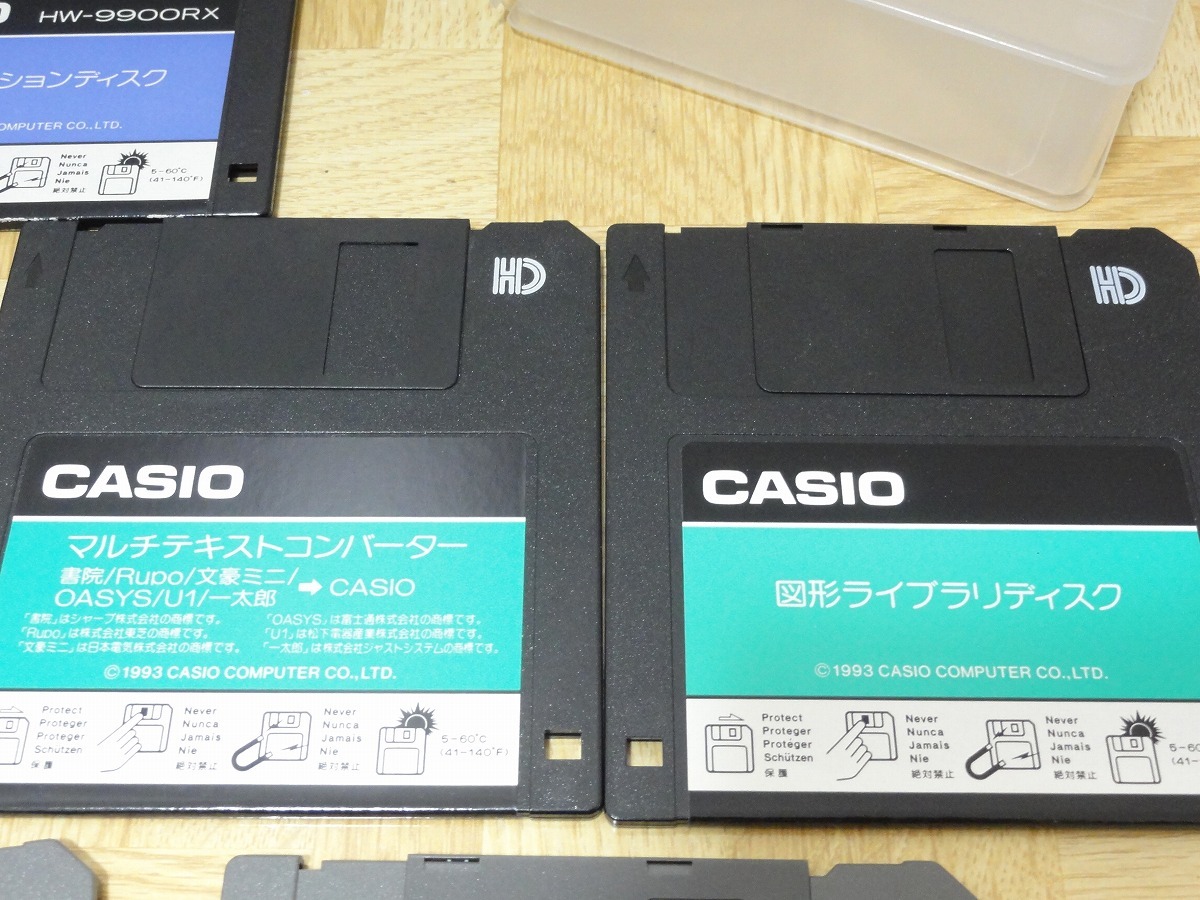 HW-9900RX
ションディスク
COMPUTER CO.,LTD.
Never
Nunca
Jamais
Nie
絶対禁止
5-60°C
(41-140°F)
HD
CASIO
マルチテキストコンバーター
書院/Rupo/文豪ミニ/
OASYS/U1/一太郎 ➡ CASIO
「書院」はシャープ株式会社の商標です。
「Rupo」は株式会社東芝の商標です。
「文豪ミニ」は日本電気株式会社の商標です。
「OASYS」は富士通株式会社の商標です。
「U1」は松下電器産業株式会社の商標です。
「一太郎」は株式会社ジャストシステムの商標です。
©1993 CASIO COMPUTER CO.,LTD.
Protect
Proteger
Proteger
Schützen
保護
Never
Nunca
Jamais
Nie
絶対禁止
Never
Nunca
Jamais
Nie
絶対禁止
5-60°C
(41-140°F)
HD
CASIO
図形ライブラリディスク
©1993 CASIO COMPUTER CO.,LTD.
Protect
Proteger
Proteger
Schützen
保護
Never
Nunca
Jamais
Nie
絶対禁止
Never
Nunca
Jamais
Nie
絶対禁止
5-60
(41-